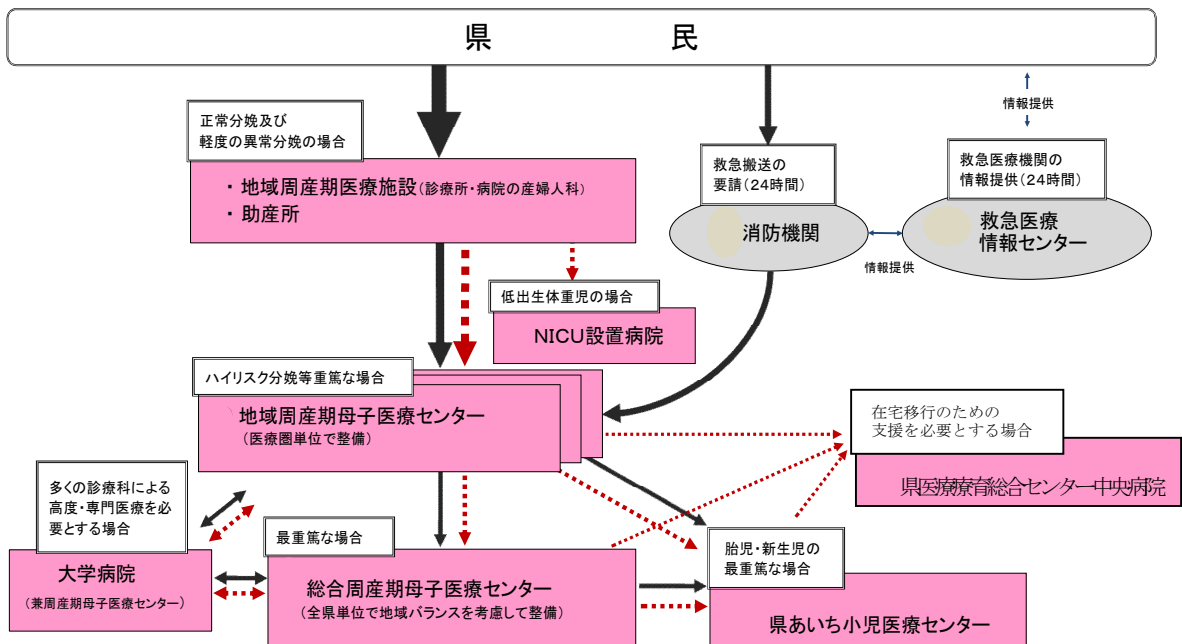 県　民
情報提供
正常分娩及び
軽度の異常分娩の場合
・ 地域周産期医療施設（診療所・病院の産婦人科）
・ 助産所
救急搬送の
要請（24時間）
消防機関
救急医療機関の
情報提供（24時間）
救急医療
情報センター
情報提供
低出生体重児の場合
NICU設置病院
ハイリスク分娩等重篤な場合
地域周産期母子医療センター
（医療圏単位で整備）
在宅移行のための
支援を必要とする場合
県医療療育総合センター中央病院
多くの診療科による
高度・専門医療を必
要とする場合
大学病院
（兼周産期母子医療センター）
最重篤な場合
総合周産期母子医療センター
（全県単位で地域バランスを考慮して整備）
胎児・新生児の
最重篤な場合
県あいち小児医療センター